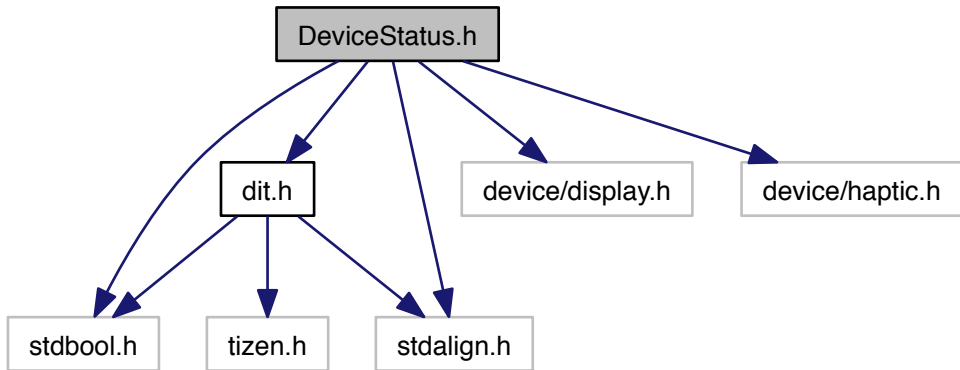 DeviceStatus.h
dit.h
device/display.h
device/haptic.h
stdbool.h
tizen.h
stdalign.h